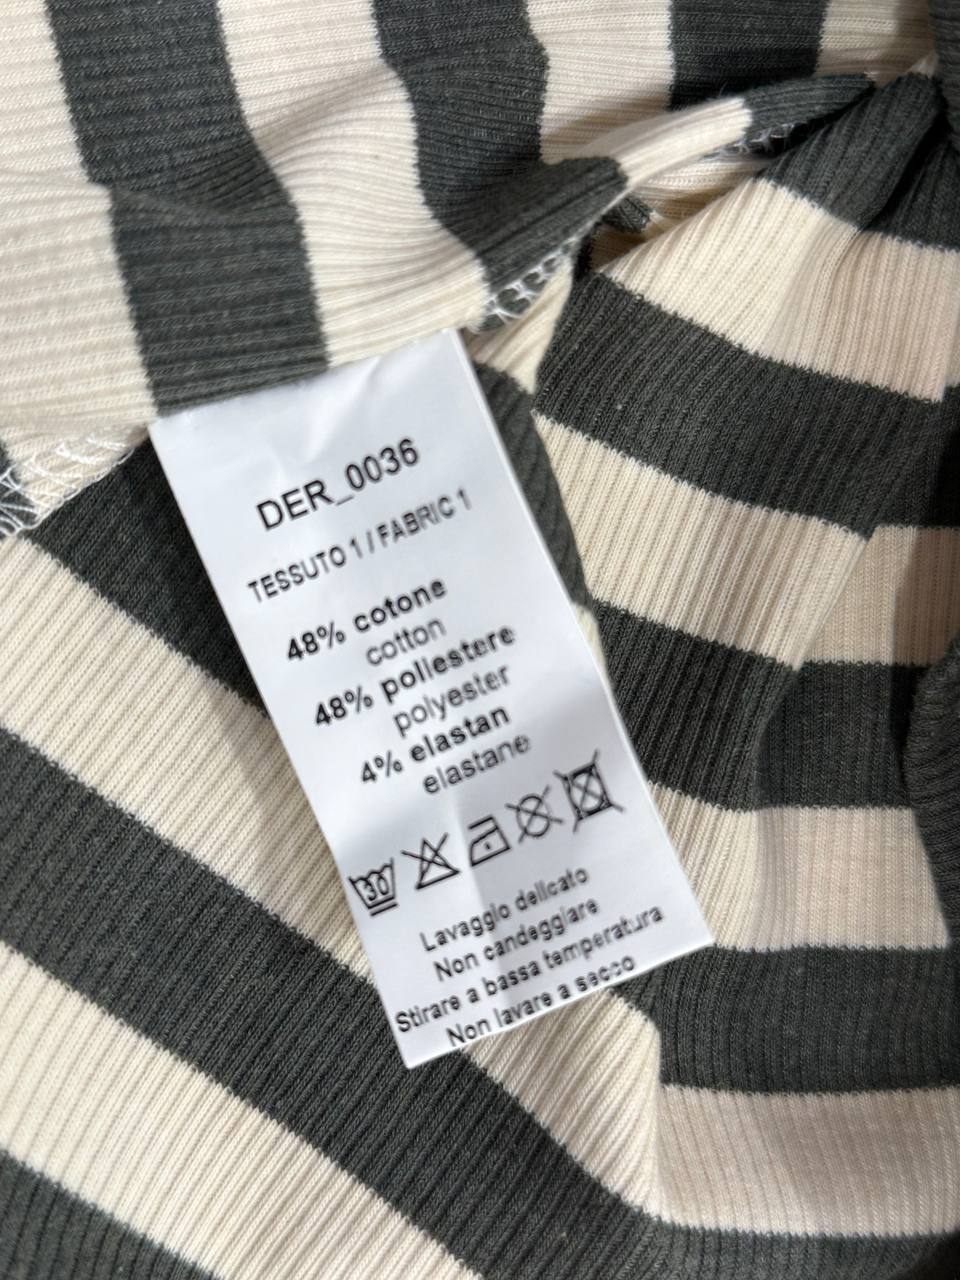 DER_0036
TESSUTO 1 / FABRIC 1
48% cotone
cotton
48% poliestere
polyester
4% elastan
elastane
30
Lavaggio delicato
Non candeggiare
Stirare a bassa temperatura
Non lavare a secco